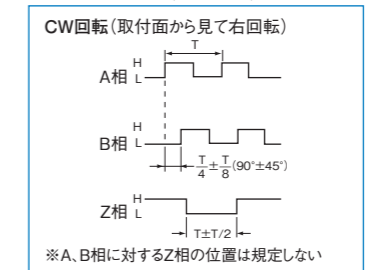 CW回転(取付面から見て右回転)
T
H
A相 L
H
B相 L
T/4±T/8(90°±45°)
H
Z相 L
T±T/2
※A、B相に対するZ相の位置は規定しない